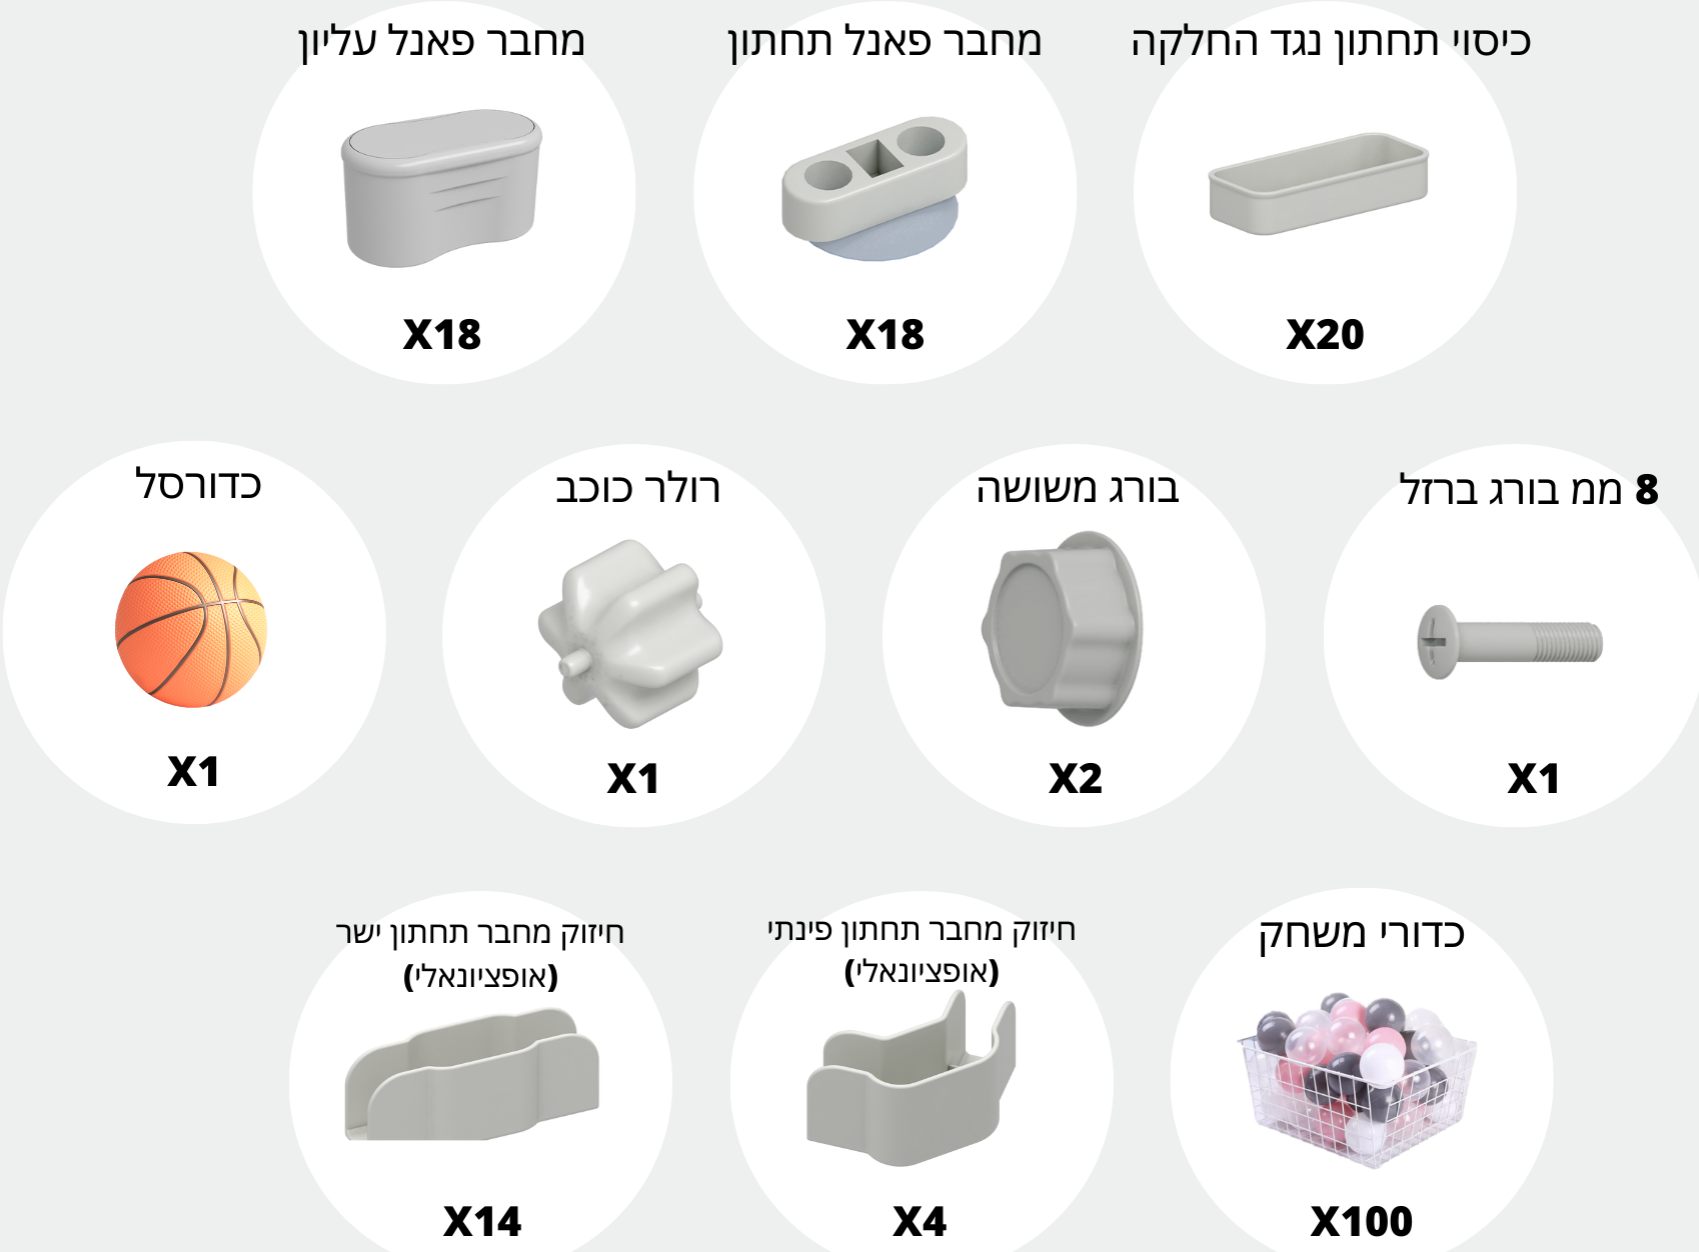 כיסוי תחתון נגד החלקה
X20
מחבר פאנל תחתון
X18
מחבר פאנל עליון
X18
8 ממ בורג ברזל
X1
בורג משושה
X2
רולר כוכב
X1
כדורסל
X1
כדורי משחק
X100
חיזוק מחבר תחתון פינתי
(אופציונאלי)
X4
חיזוק מחבר תחתון ישר
(אופציונאלי)
X14